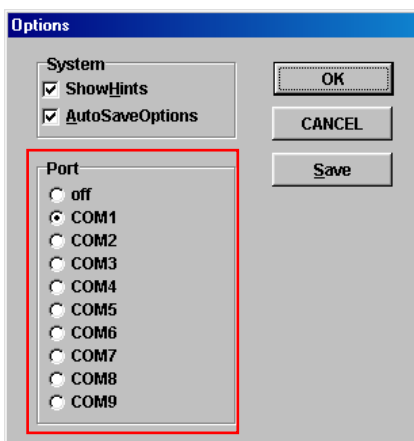 Options
System
ShowHints
AutoSaveOptions
OK
CANCEL
Save
Port
off
COM1
COM2
COM3
COM4
COM5
COM6
COM7
COM8
COM9